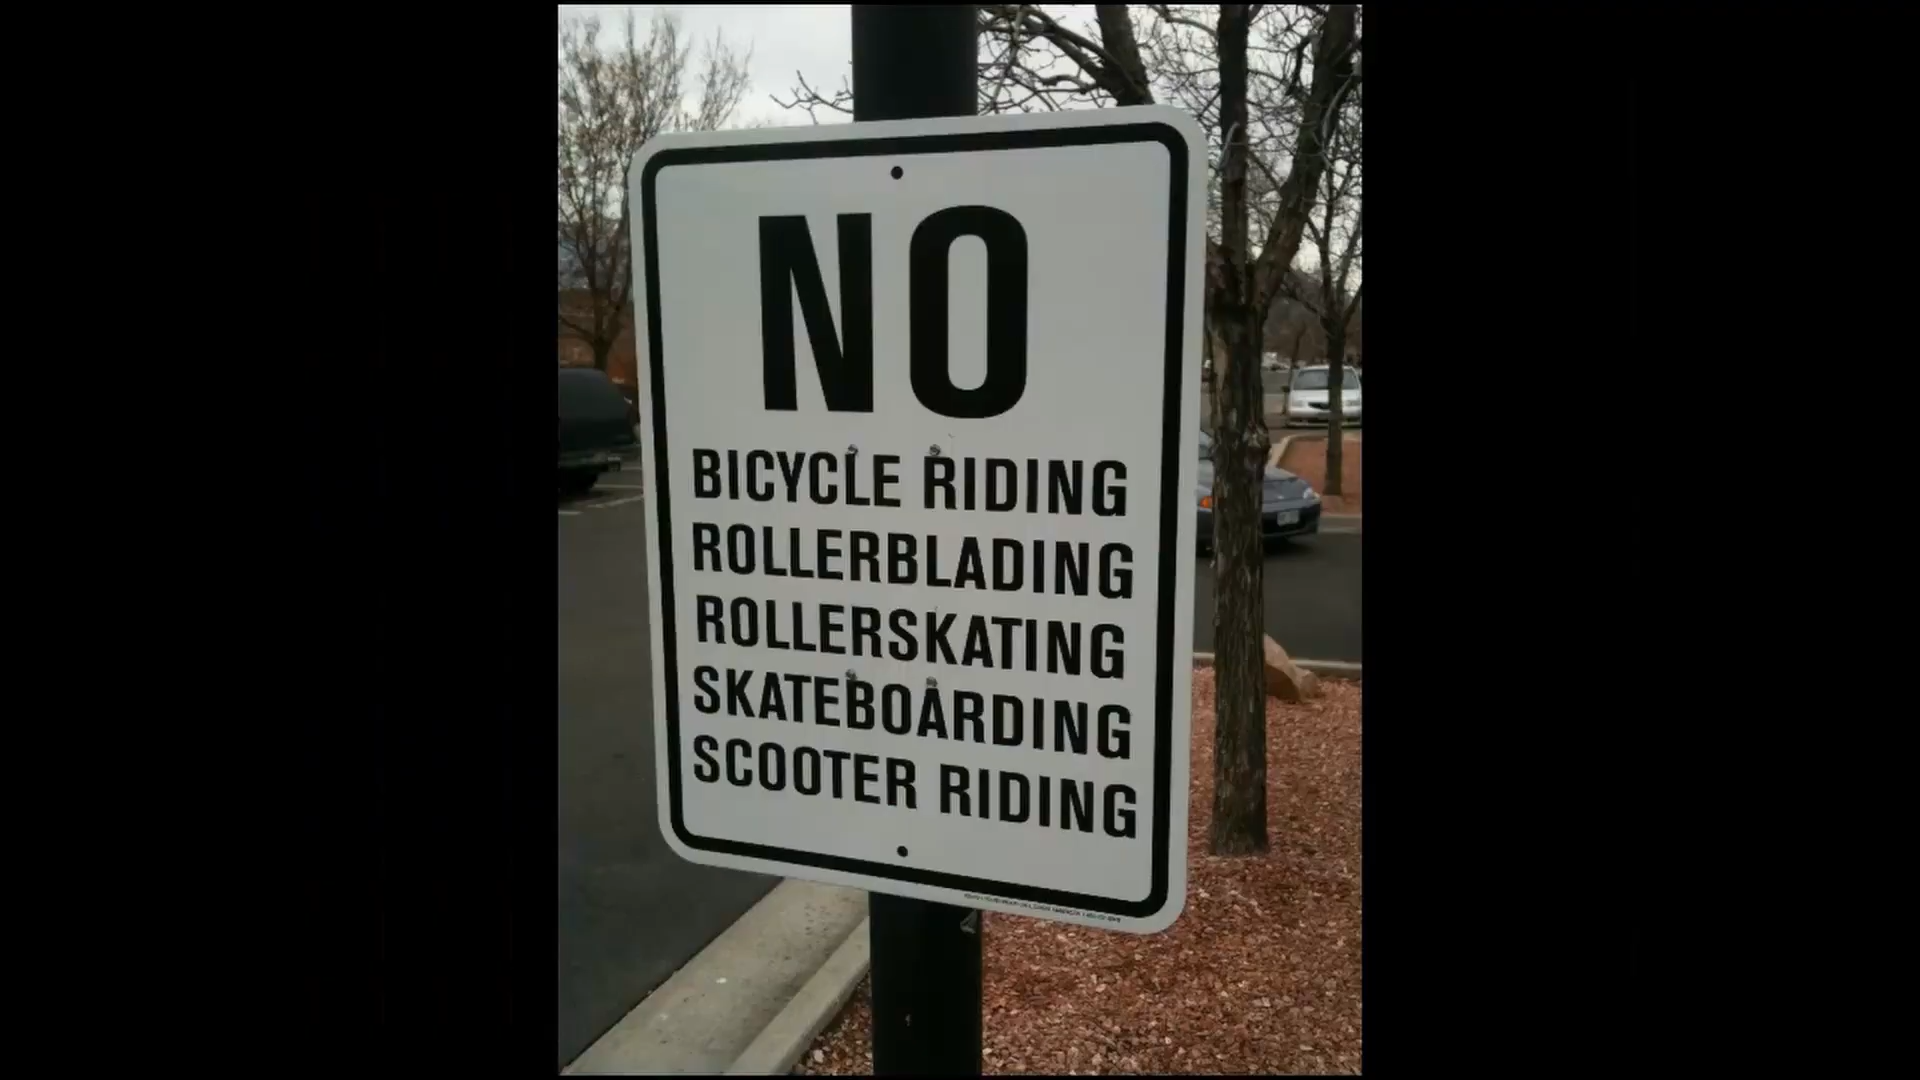 NO
BICYCLE RIDING
ROLLERBLADING
ROLLERSKATING
SKATEBOARDING
SCOOTER RIDING